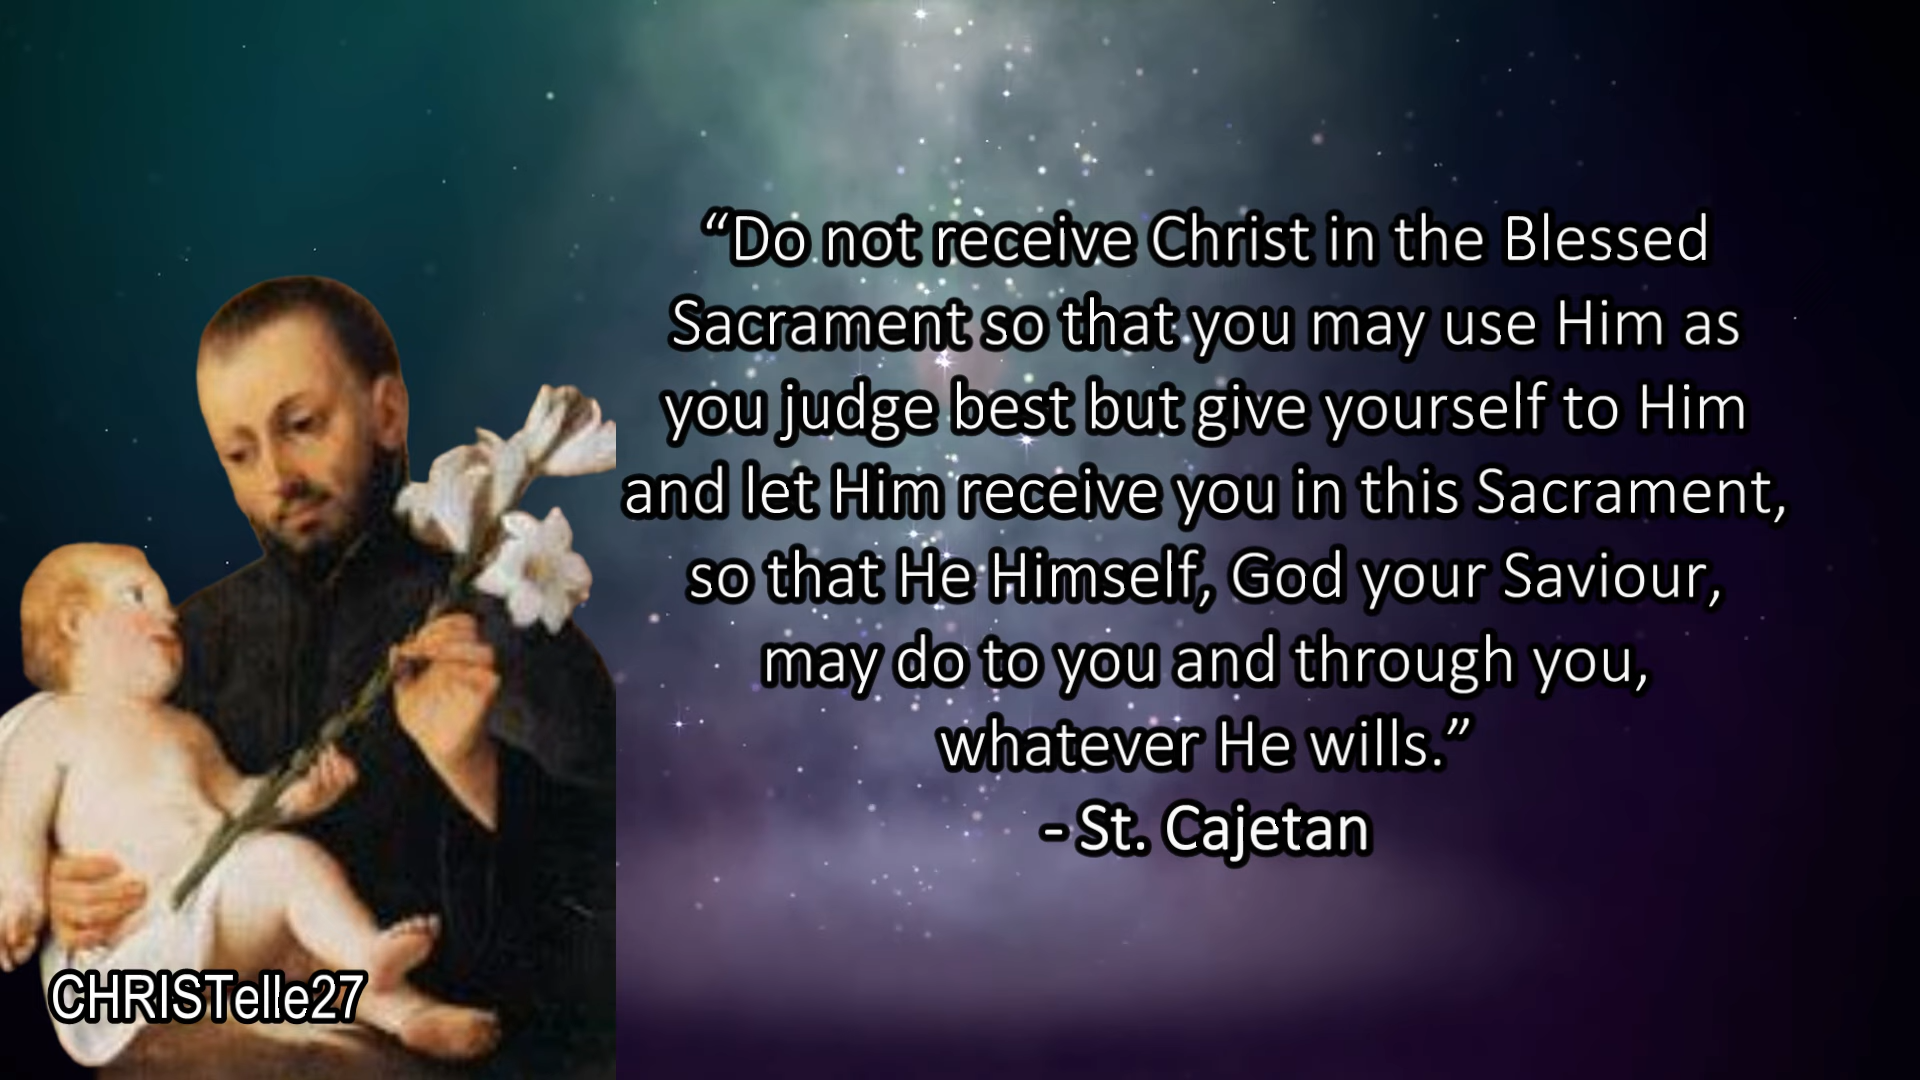 “Do not receive Christ in the Blessed
Sacrament so that you may use Him as
you judge best but give yourself to Him
and let Him receive you in this Sacrament,
so that He Himself, God your Saviour,
may do to you and through you,
whatever He wills.”
- St. Cajetan
CHRISTelle27